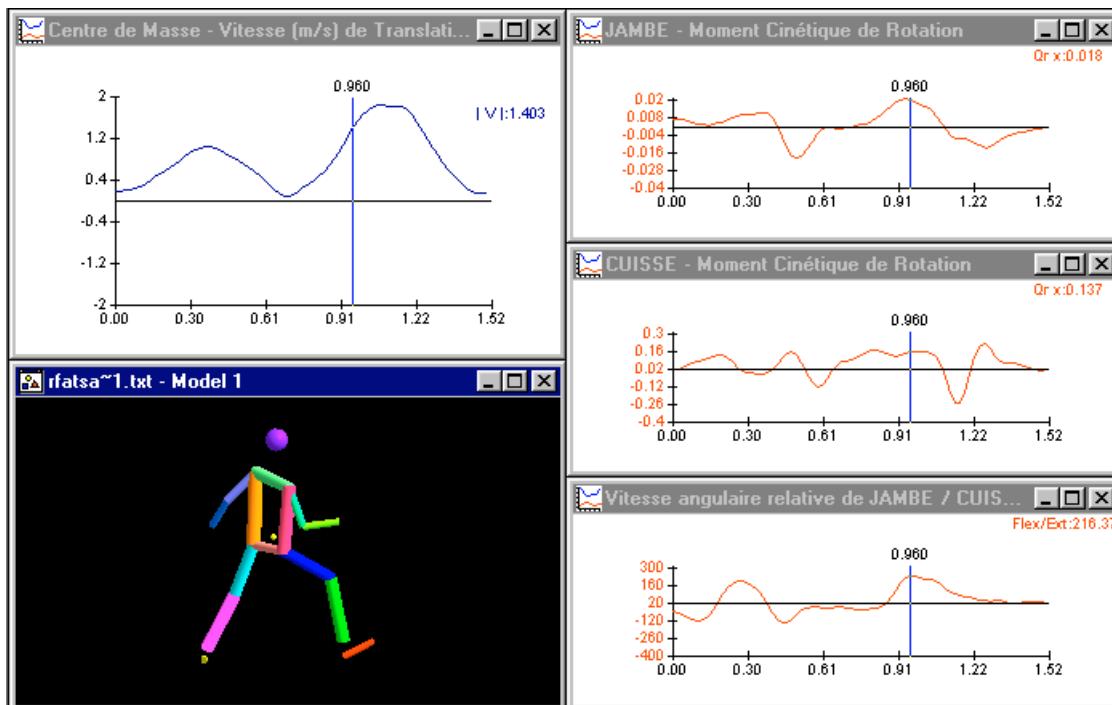 Centre de Masse - Vitesse (m/s) de Translati...
0.960
|V|:1.403
2
1.2
0.4
-0.4
-1.2
-2
0.00 0.30 0.61 0.91 1.22 1.52
rfatsa~1.txt - Model 1
JAMBE - Moment Cinétique de Rotation
Qr x:0.018
0.960
0.02
0.008
-0.004
-0.016
-0.028
-0.04
0.00 0.30 0.61 0.91 1.22 1.52
CUISSE - Moment Cinétique de Rotation
Qr x:0.137
0.960
0.3
0.16
0.02
-0.12
-0.26
-0.4
0.00 0.30 0.61 0.91 1.22 1.52
Vitesse angulaire relative de JAMBE / CUIS...
Flex/Ext:216.37
0.960
300
160
20
-120
-260
-400
0.00 0.30 0.61 0.91 1.22 1.52